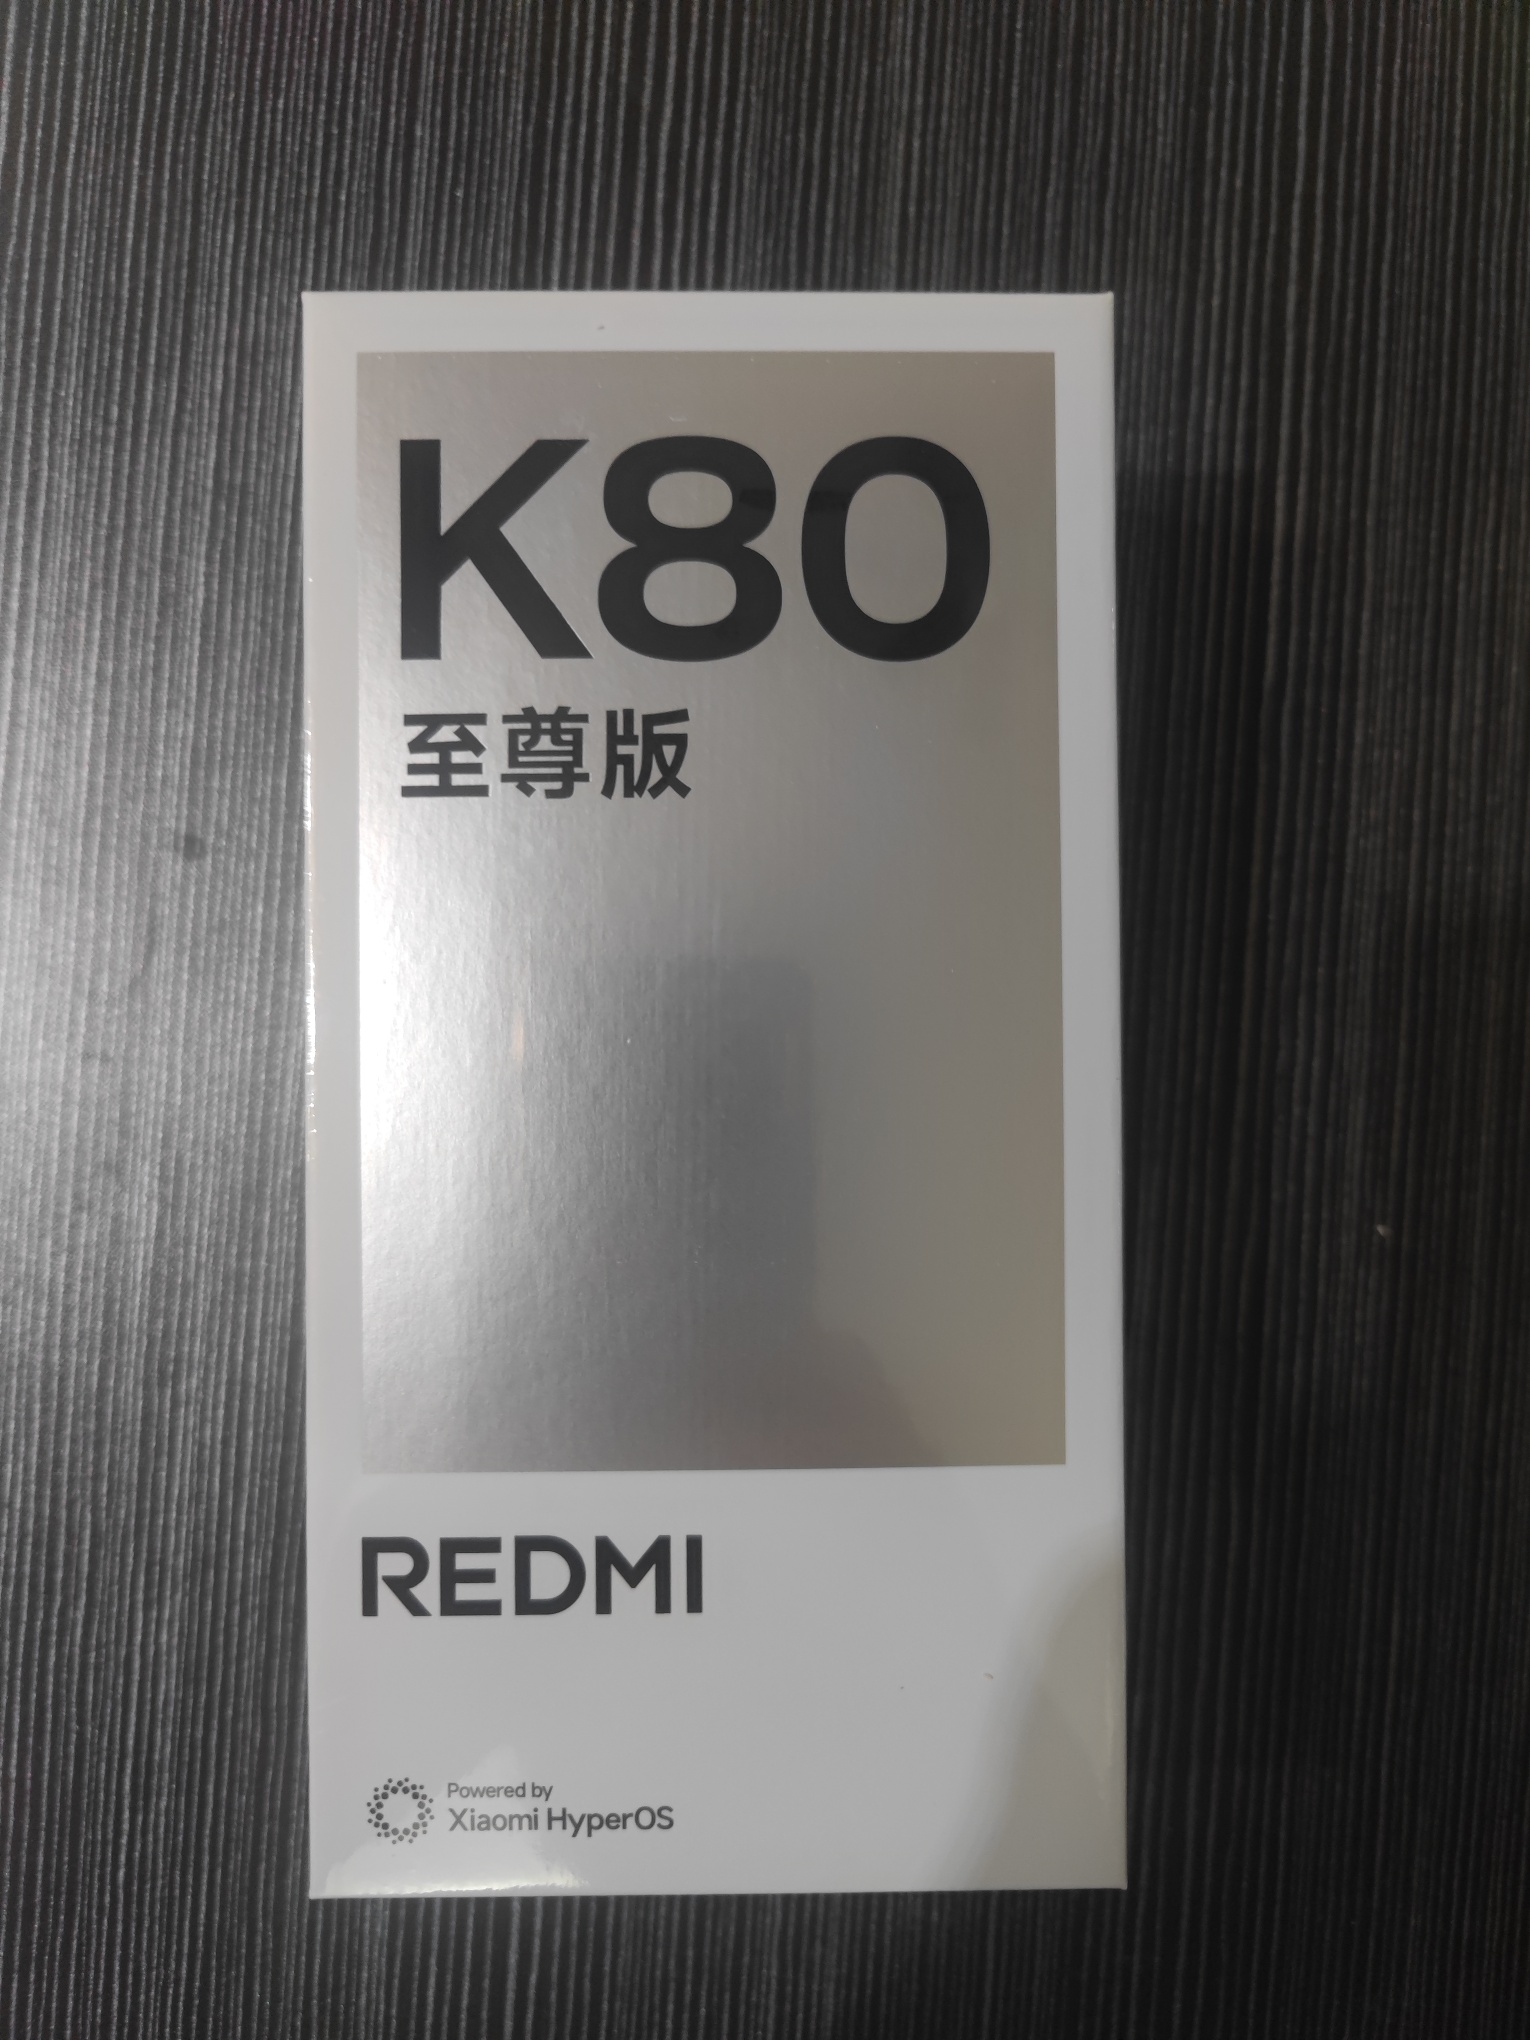 K80
至尊版
REDMI
Powered by
Xiaomi HyperOS